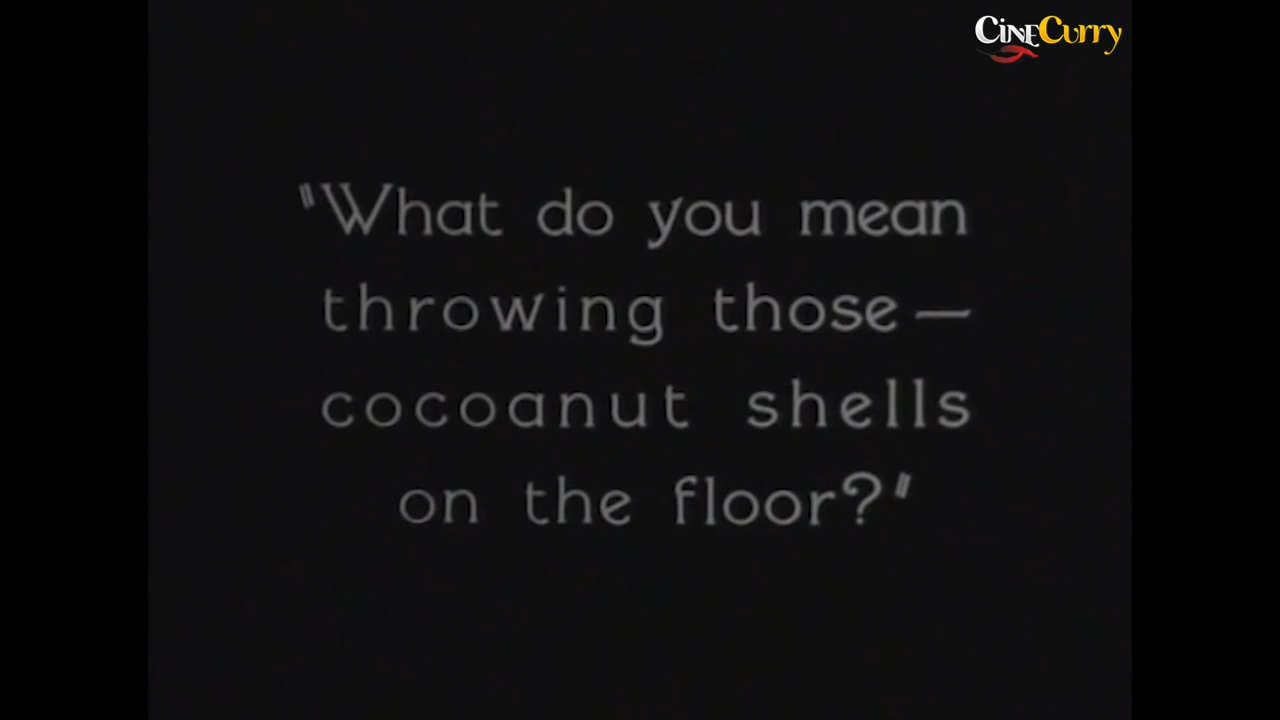 CineCurry
"What do you mean
throwing those—
cocoanut shells
on the floor?"